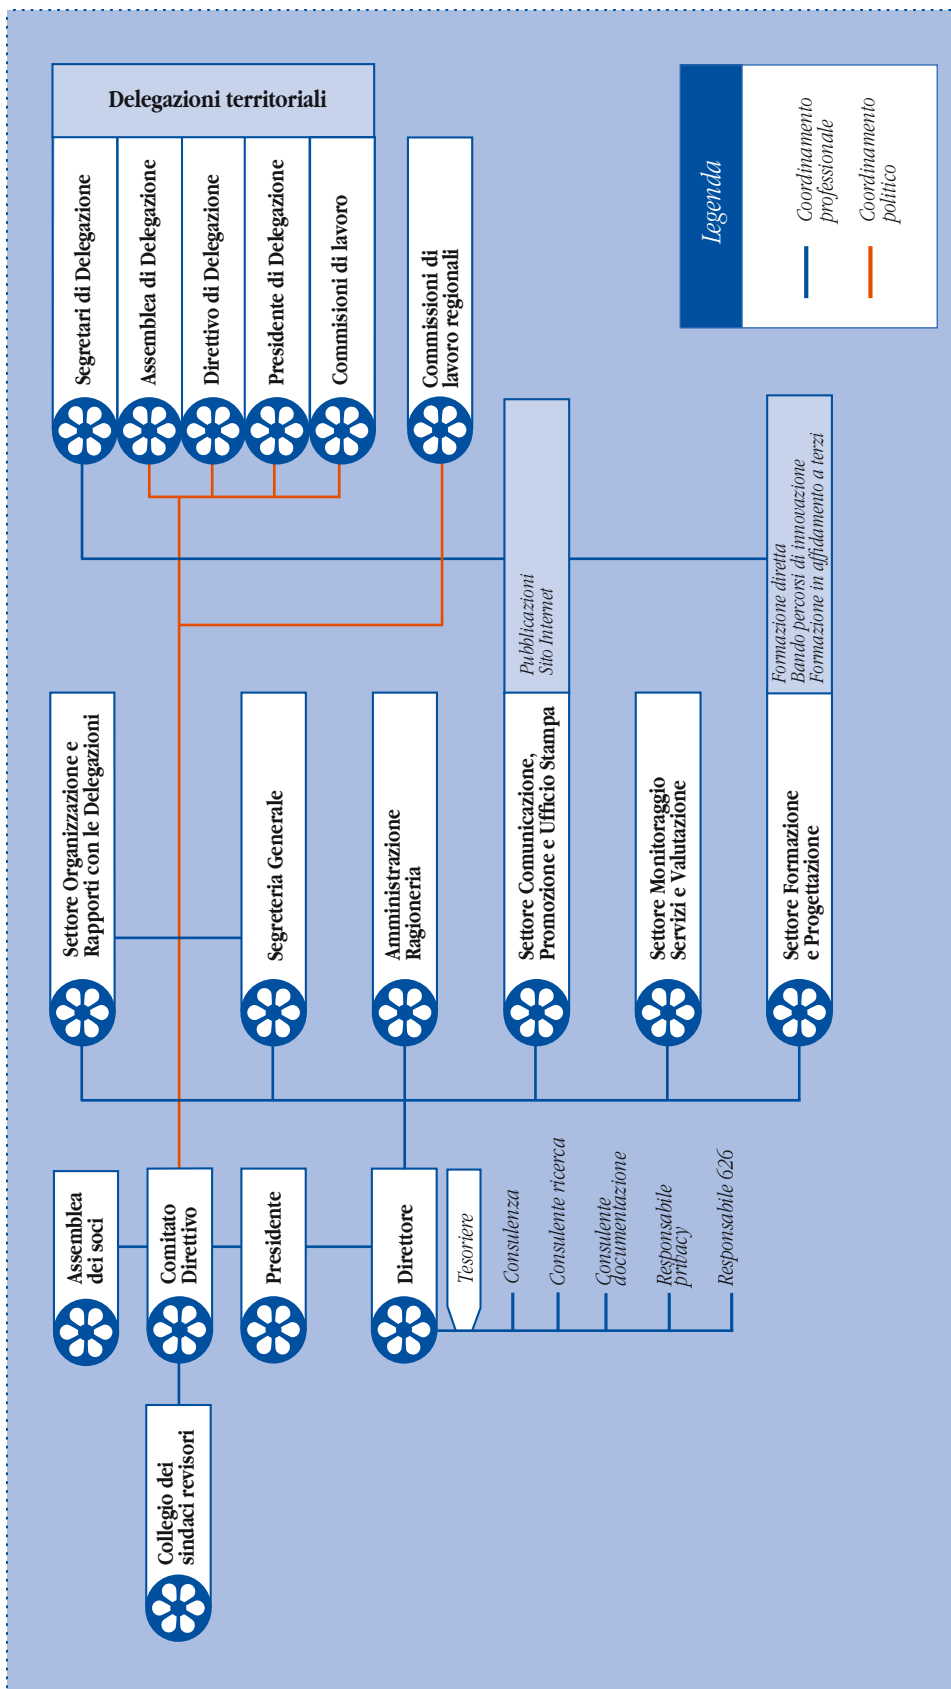 Delegazioni territoriali
Segretari di Delegazione
Assemblea di Delegazione
Direttivo di Delegazione
Presidente di Delegazione
Commisioni di lavoro
Commissioni di
lavoro regionali
Legenda
Coordinamento
professionale
Coordinamento
politico
Pubblicazioni
Sito Internet
Formazione diretta
Bando percorsi di innovazione
Formazione in affidamento a terzi
Settore Organizzazione e
Rapporti con le Delegazioni
Segreteria Generale
Amministrazione
Ragioneria
Settore Comunicazione,
Promozione e Ufficio Stampa
Settore Monitoraggio
Servizi e Valutazione
Settore Formazione
e Progettazione
Assemblea
dei soci
Comitato
Direttivo
Presidente
Direttore
Tesoriere
Consulenza
Consulente ricerca
Consulente
documentazione
Responsabile
pribacy
Responsabile 626
Collegio dei
sindaci revisori